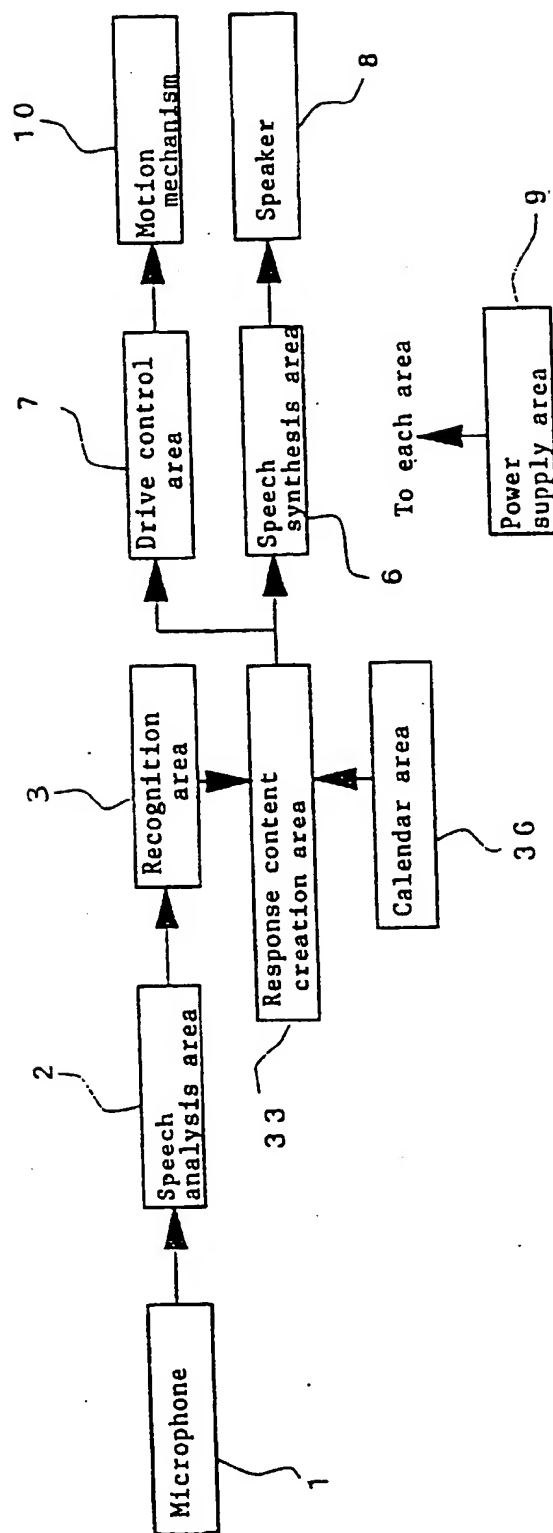 Microphone
1
Speech
analysis area
2
Recognition
area
3
Response content
creation area
33
Calendar area
36
Drive control
area
7
Motion
mechanism
10
Speech
synthesis area
6
Speaker
8
To each area
Power
supply area
9